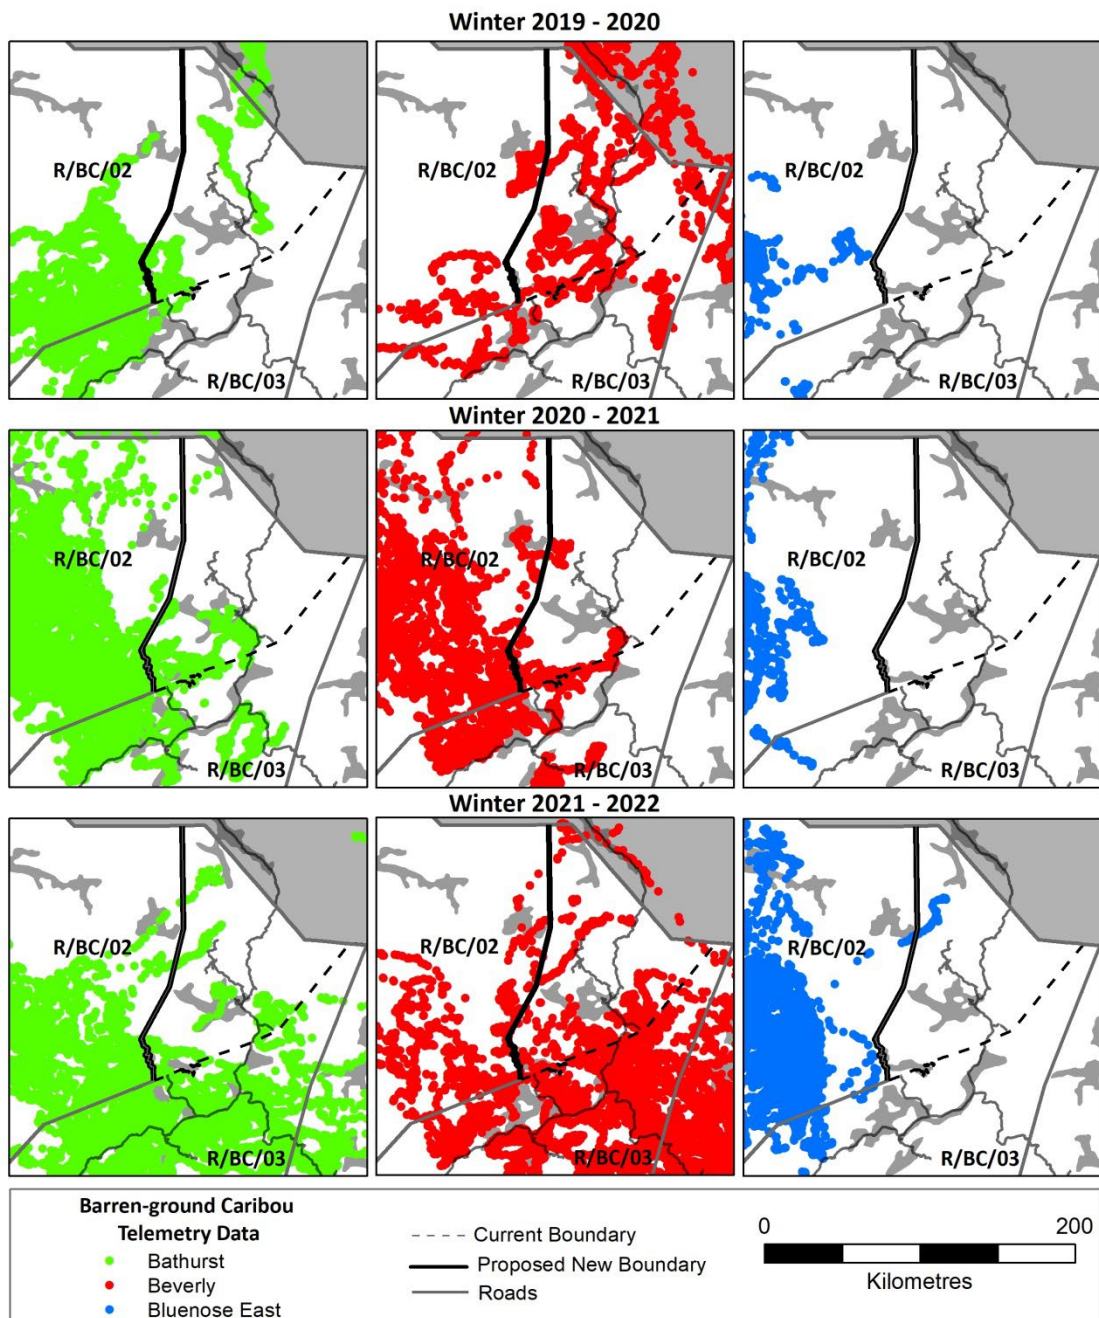 Winter 2019 - 2020
R/BC/02 R/BC/02 R/BC/02
R/BC/03 R/BC/03 R/BC/03
Winter 2020 - 2021
R/BC/02 R/BC/02 R/BC/02
R/BC/03 R/BC/03 R/BC/03
Winter 2021 - 2022
R/BC/02 R/BC/02 R/BC/02
R/BC/03 R/BC/03 R/BC/03
Barren-ground Caribou
Telemetry Data
Bathurst
Beverly
Bluenose East
Current Boundary
Proposed New Boundary
Roads
0 200
Kilometres